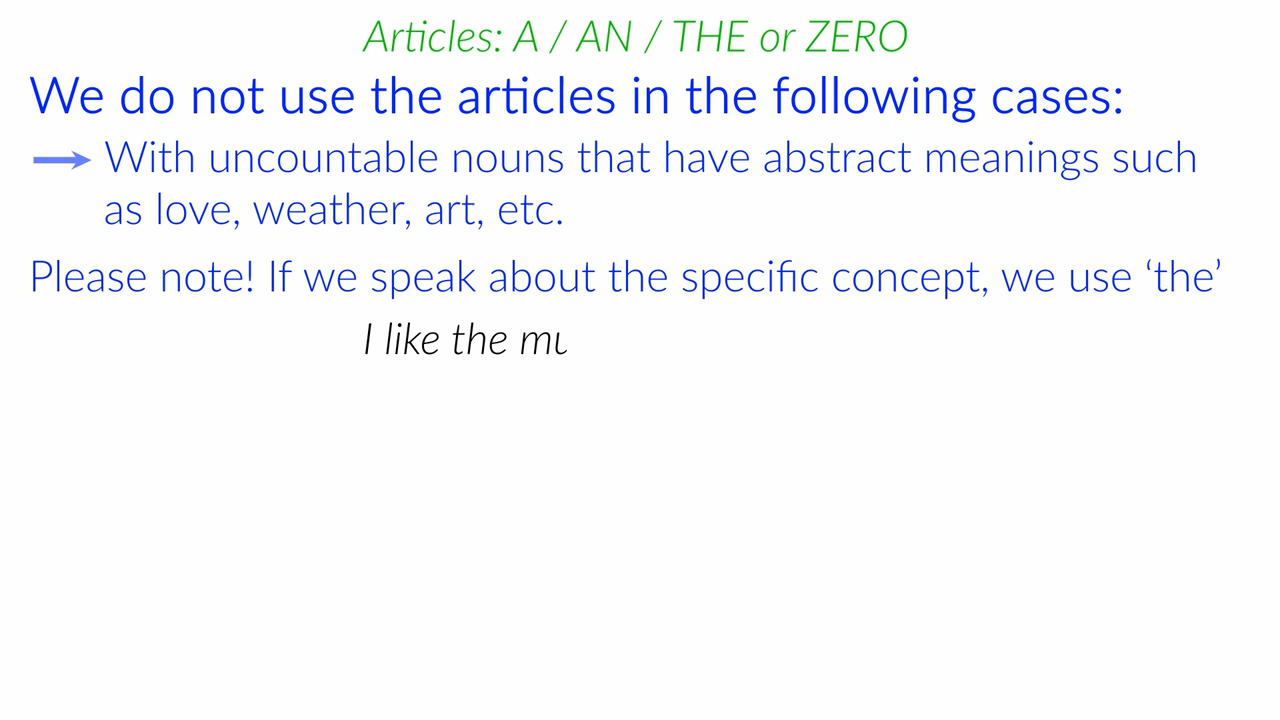 Articles: A / AN / THE or ZERO
We do not use the articles in the following cases:
With uncountable nouns that have abstract meanings such
as love, weather, art, etc.
Please note! If we speak about the specific concept, we use ‘the’
I like the